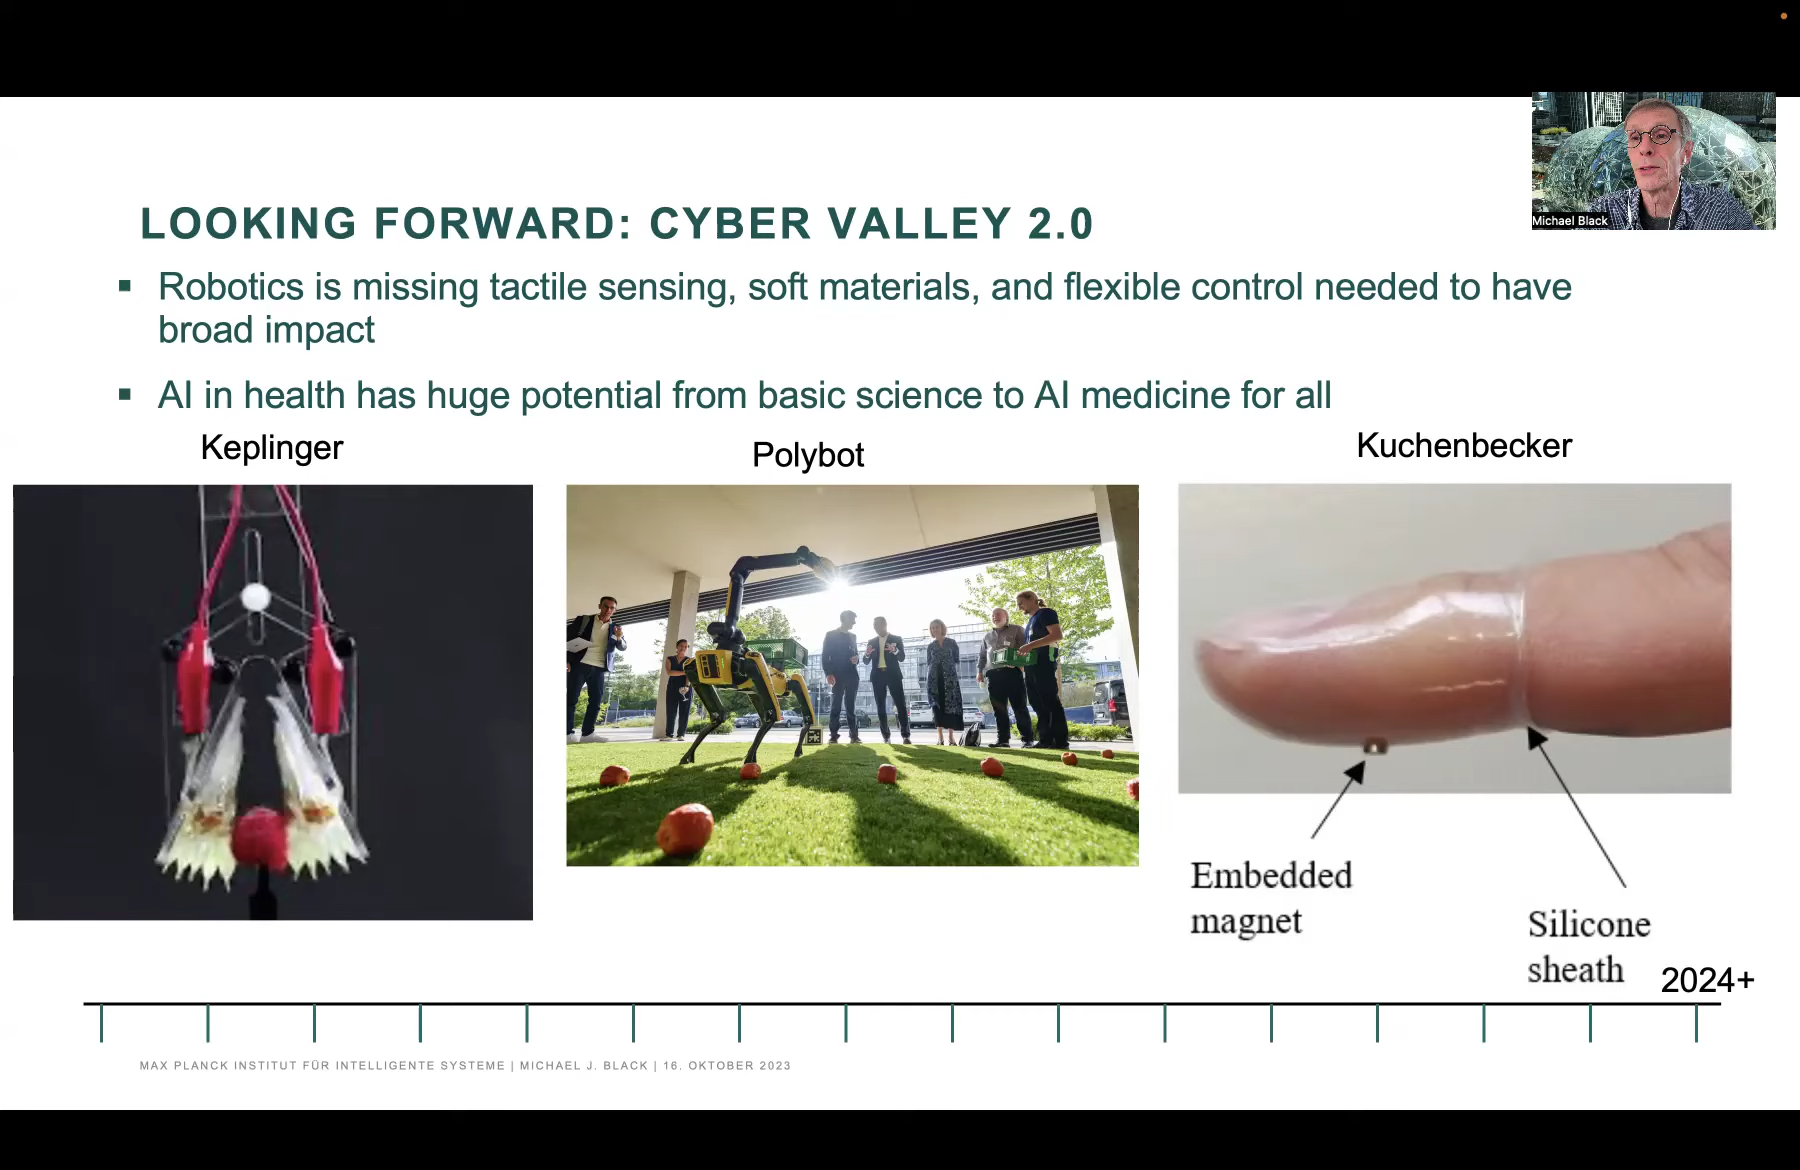 Michael Black
LOOKING FORWARD: CYBER VALLEY 2.0
▪ Robotics is missing tactile sensing, soft materials, and flexible control needed to have
broad impact
▪ AI in health has huge potential from basic science to AI medicine for all
Keplinger
Polybot
Kuchenbecker
Embedded
magnet
Silicone
sheath
2024+
MAX PLANCK INSTITUT FÜR INTELLIGENTE SYSTEME | MICHAEL J. BLACK | 16. OKTOBER 2023